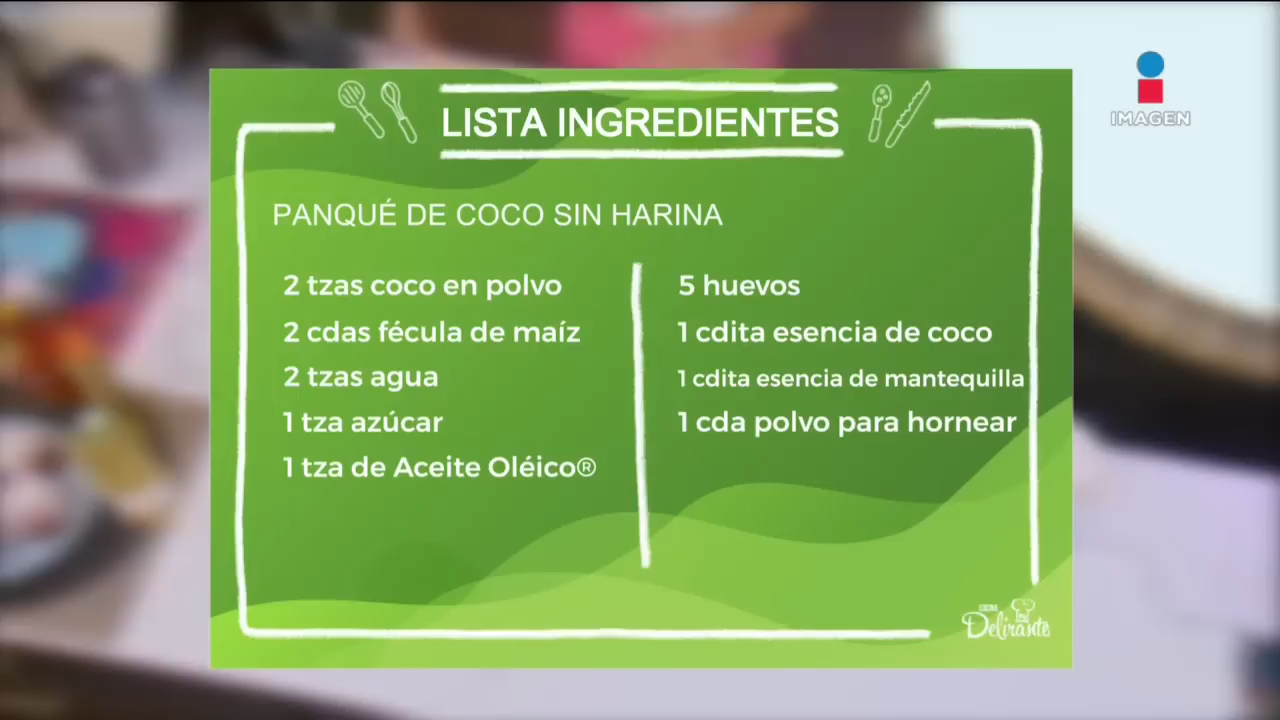 IMAGEN
LISTA INGREDIENTES
PANQUÉ DE COCO SIN HARINA
2 tzas coco en polvo
2 cdas fécula de maíz
2 tzas agua
1 tza azúcar
1 tza de Aceite Oléico®
5 huevos
1 cdita esencia de coco
1 cdita esencia de mantequilla
1 cda polvo para hornear
COCINA
Delirante